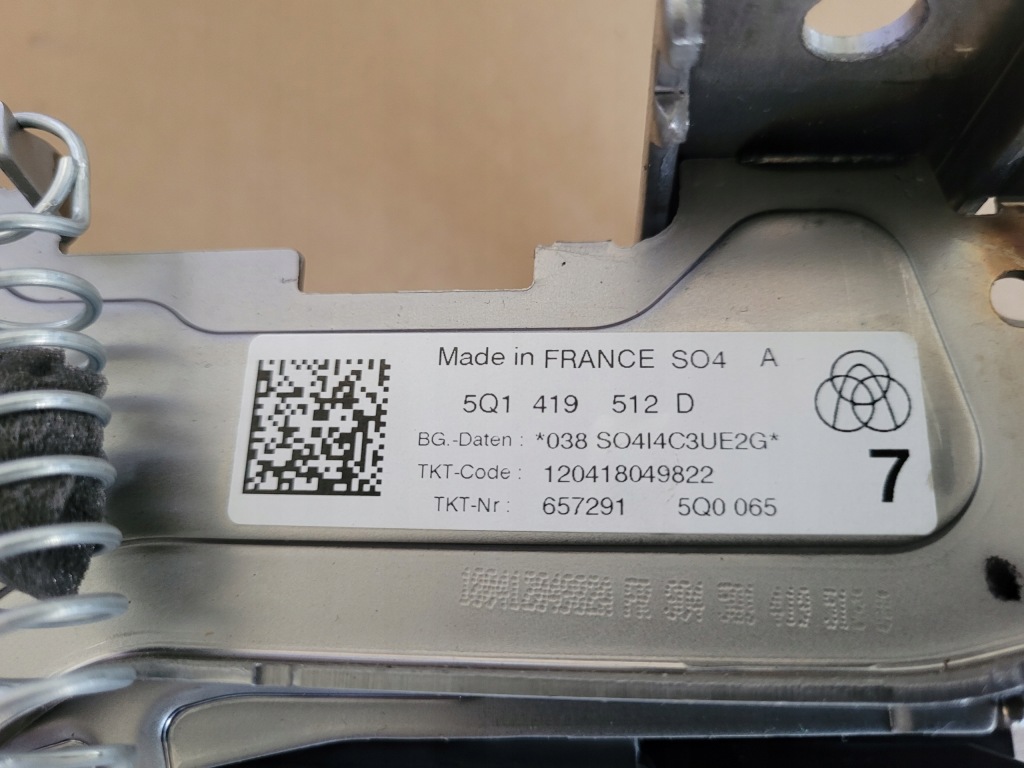 Made in FRANCE SO4 A
5Q1 419 512 D
BG.-Daten : *038 SO4I4C3UE2G*
TKT-Code : 120418049822
TKT-Nr : 657291 5Q0 065
7